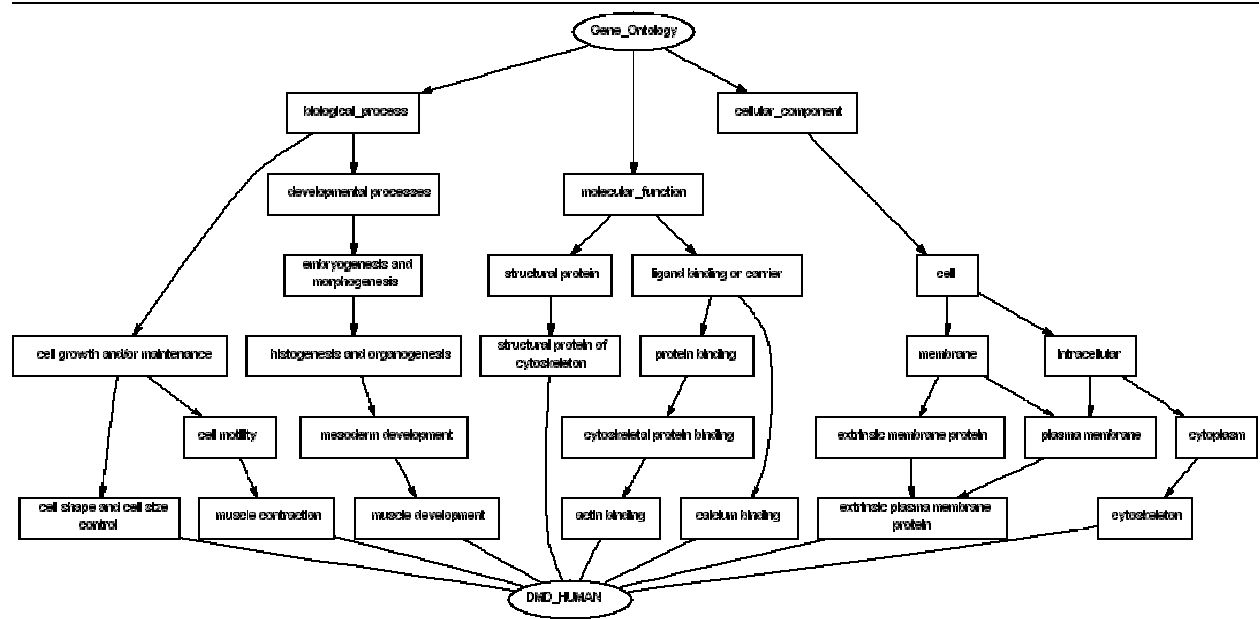 Gene_Ontology
biological_process
cellular_component
developmental processes
molecular_function
embryogenesis and
morphogenesis
structural protein
ligand binding or carrier
cell
cell growth and/or maintenance
histogenesis and organogenesis
structural protein of
cytoskeleton
protein binding
membrane
intracellular
cell motility
mesoderm development
cytoskeletal protein binding
extrinsic membrane protein
plasma membrane
cytoplasm
cell shape and cell size
control
muscle contraction
muscle development
actin binding
calcium binding
extrinsic plasma membrane
protein
cytoskeleton
DMD_HUMAN